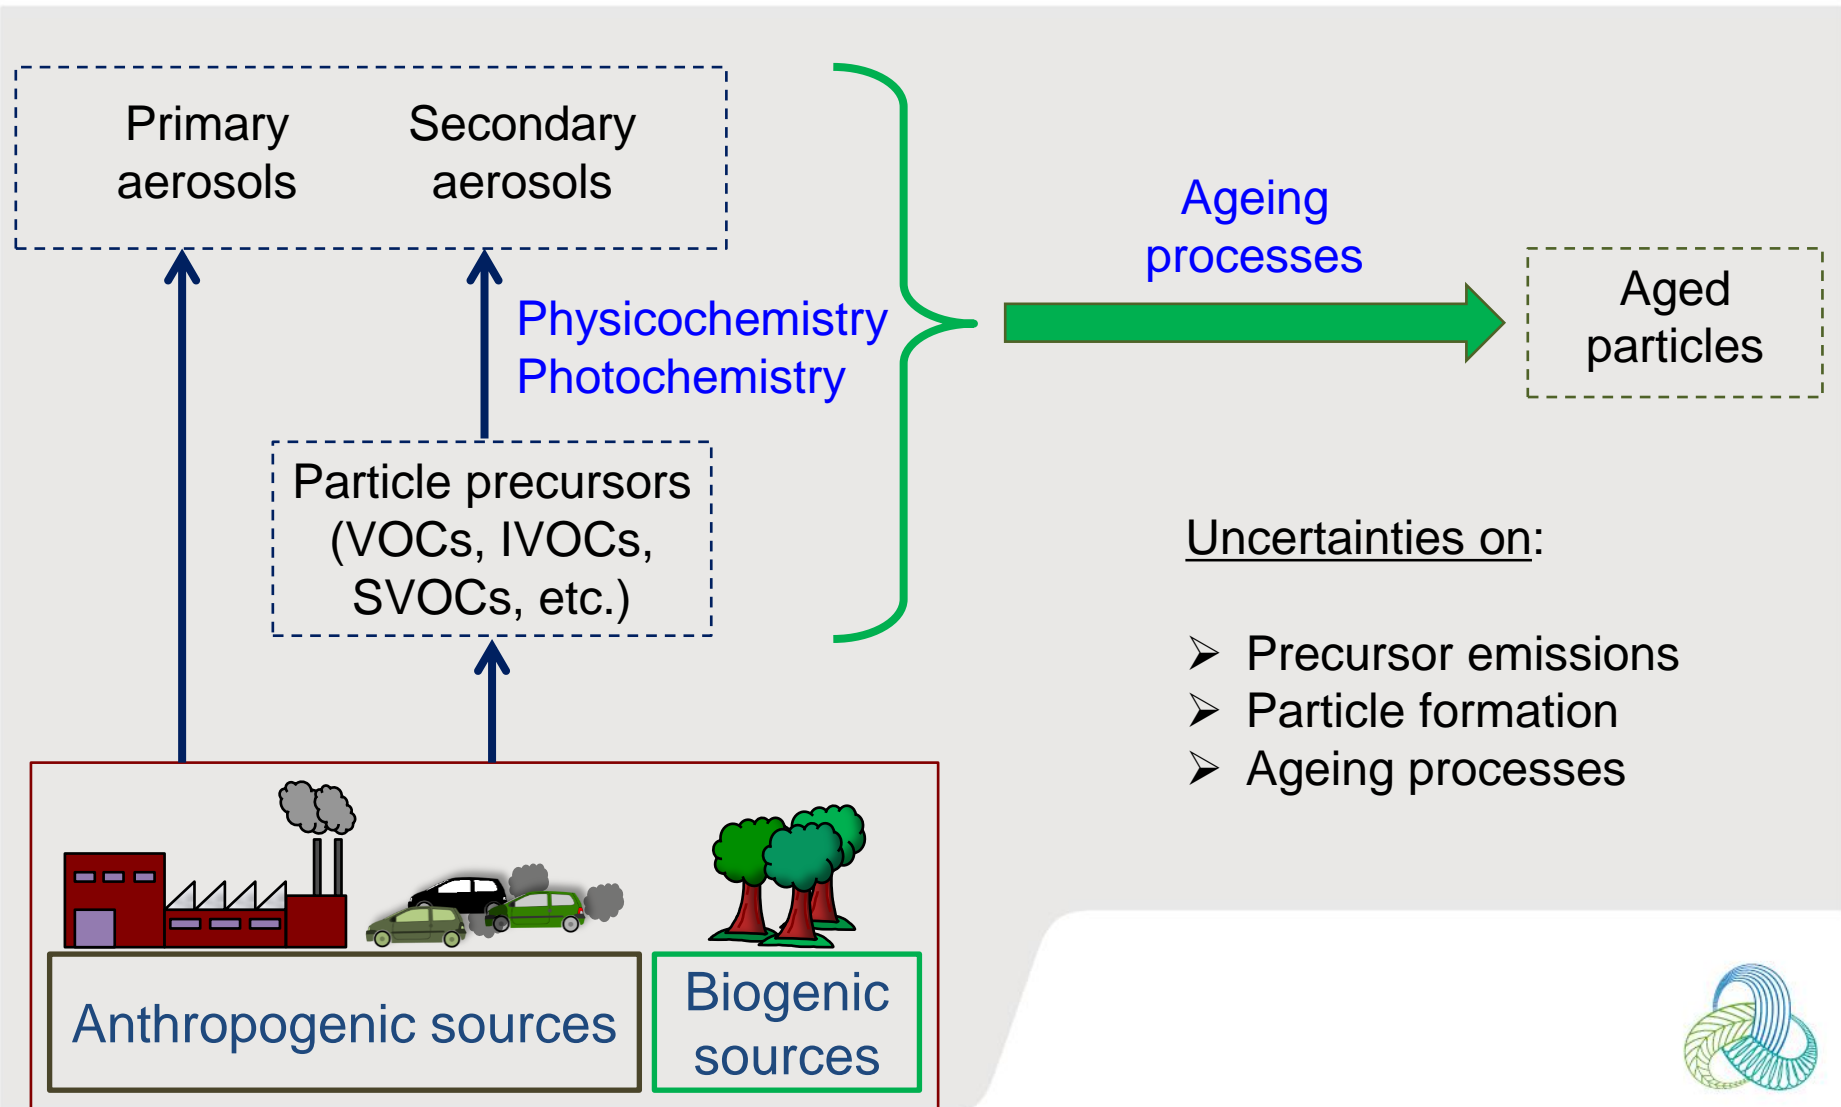 Primary
aerosols
Secondary
aerosols
Physicochemistry
Photochemistry
Particle precursors
(VOCs, IVOCs,
SVOCs, etc.)
Anthropogenic sources
Biogenic
sources
Ageing
processes
Aged
particles
Uncertainties on:
➢ Precursor emissions
➢ Particle formation
➢ Ageing processes